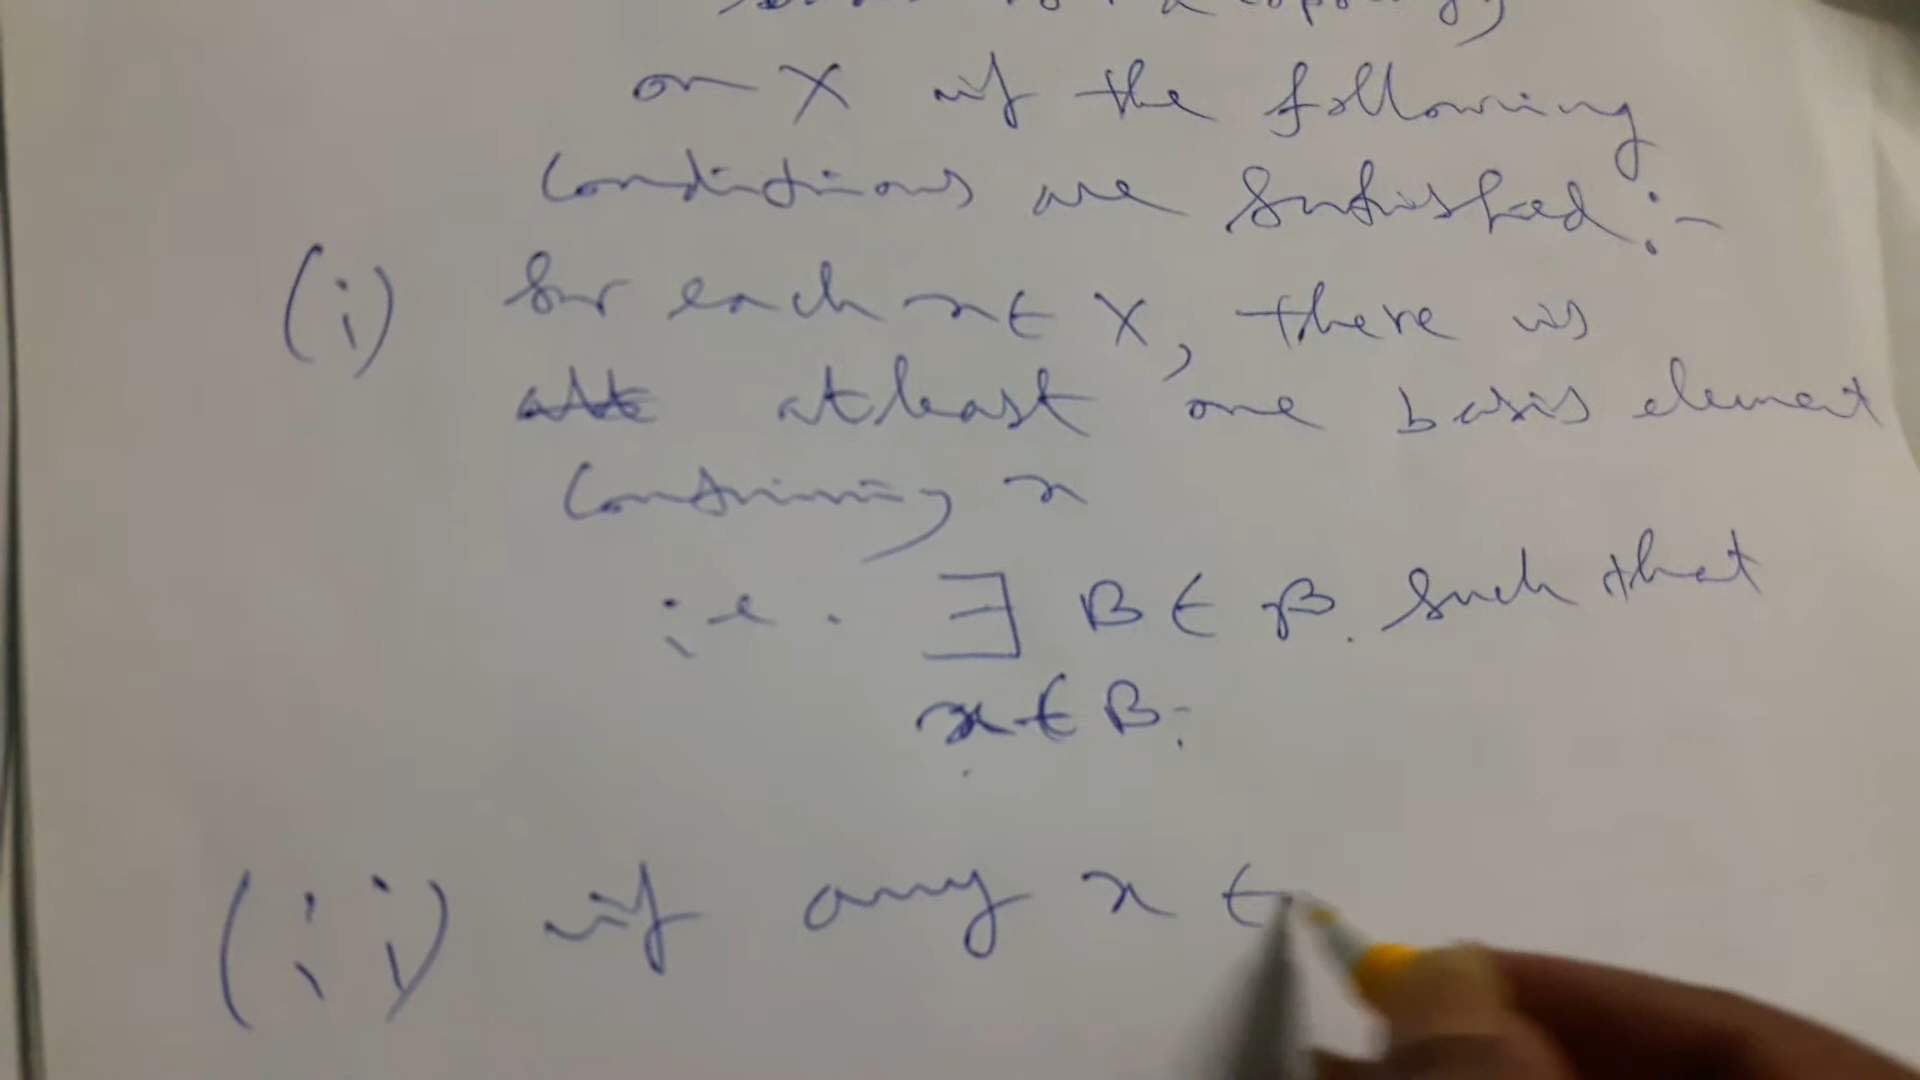 on X if the following
conditions are satisfied :-
(i) for each x ∈ X, there is
atleast one basis element
containing x
i.e. ∃ B ∈ β. such that
x ∈ B.
(ii) if any x ∈